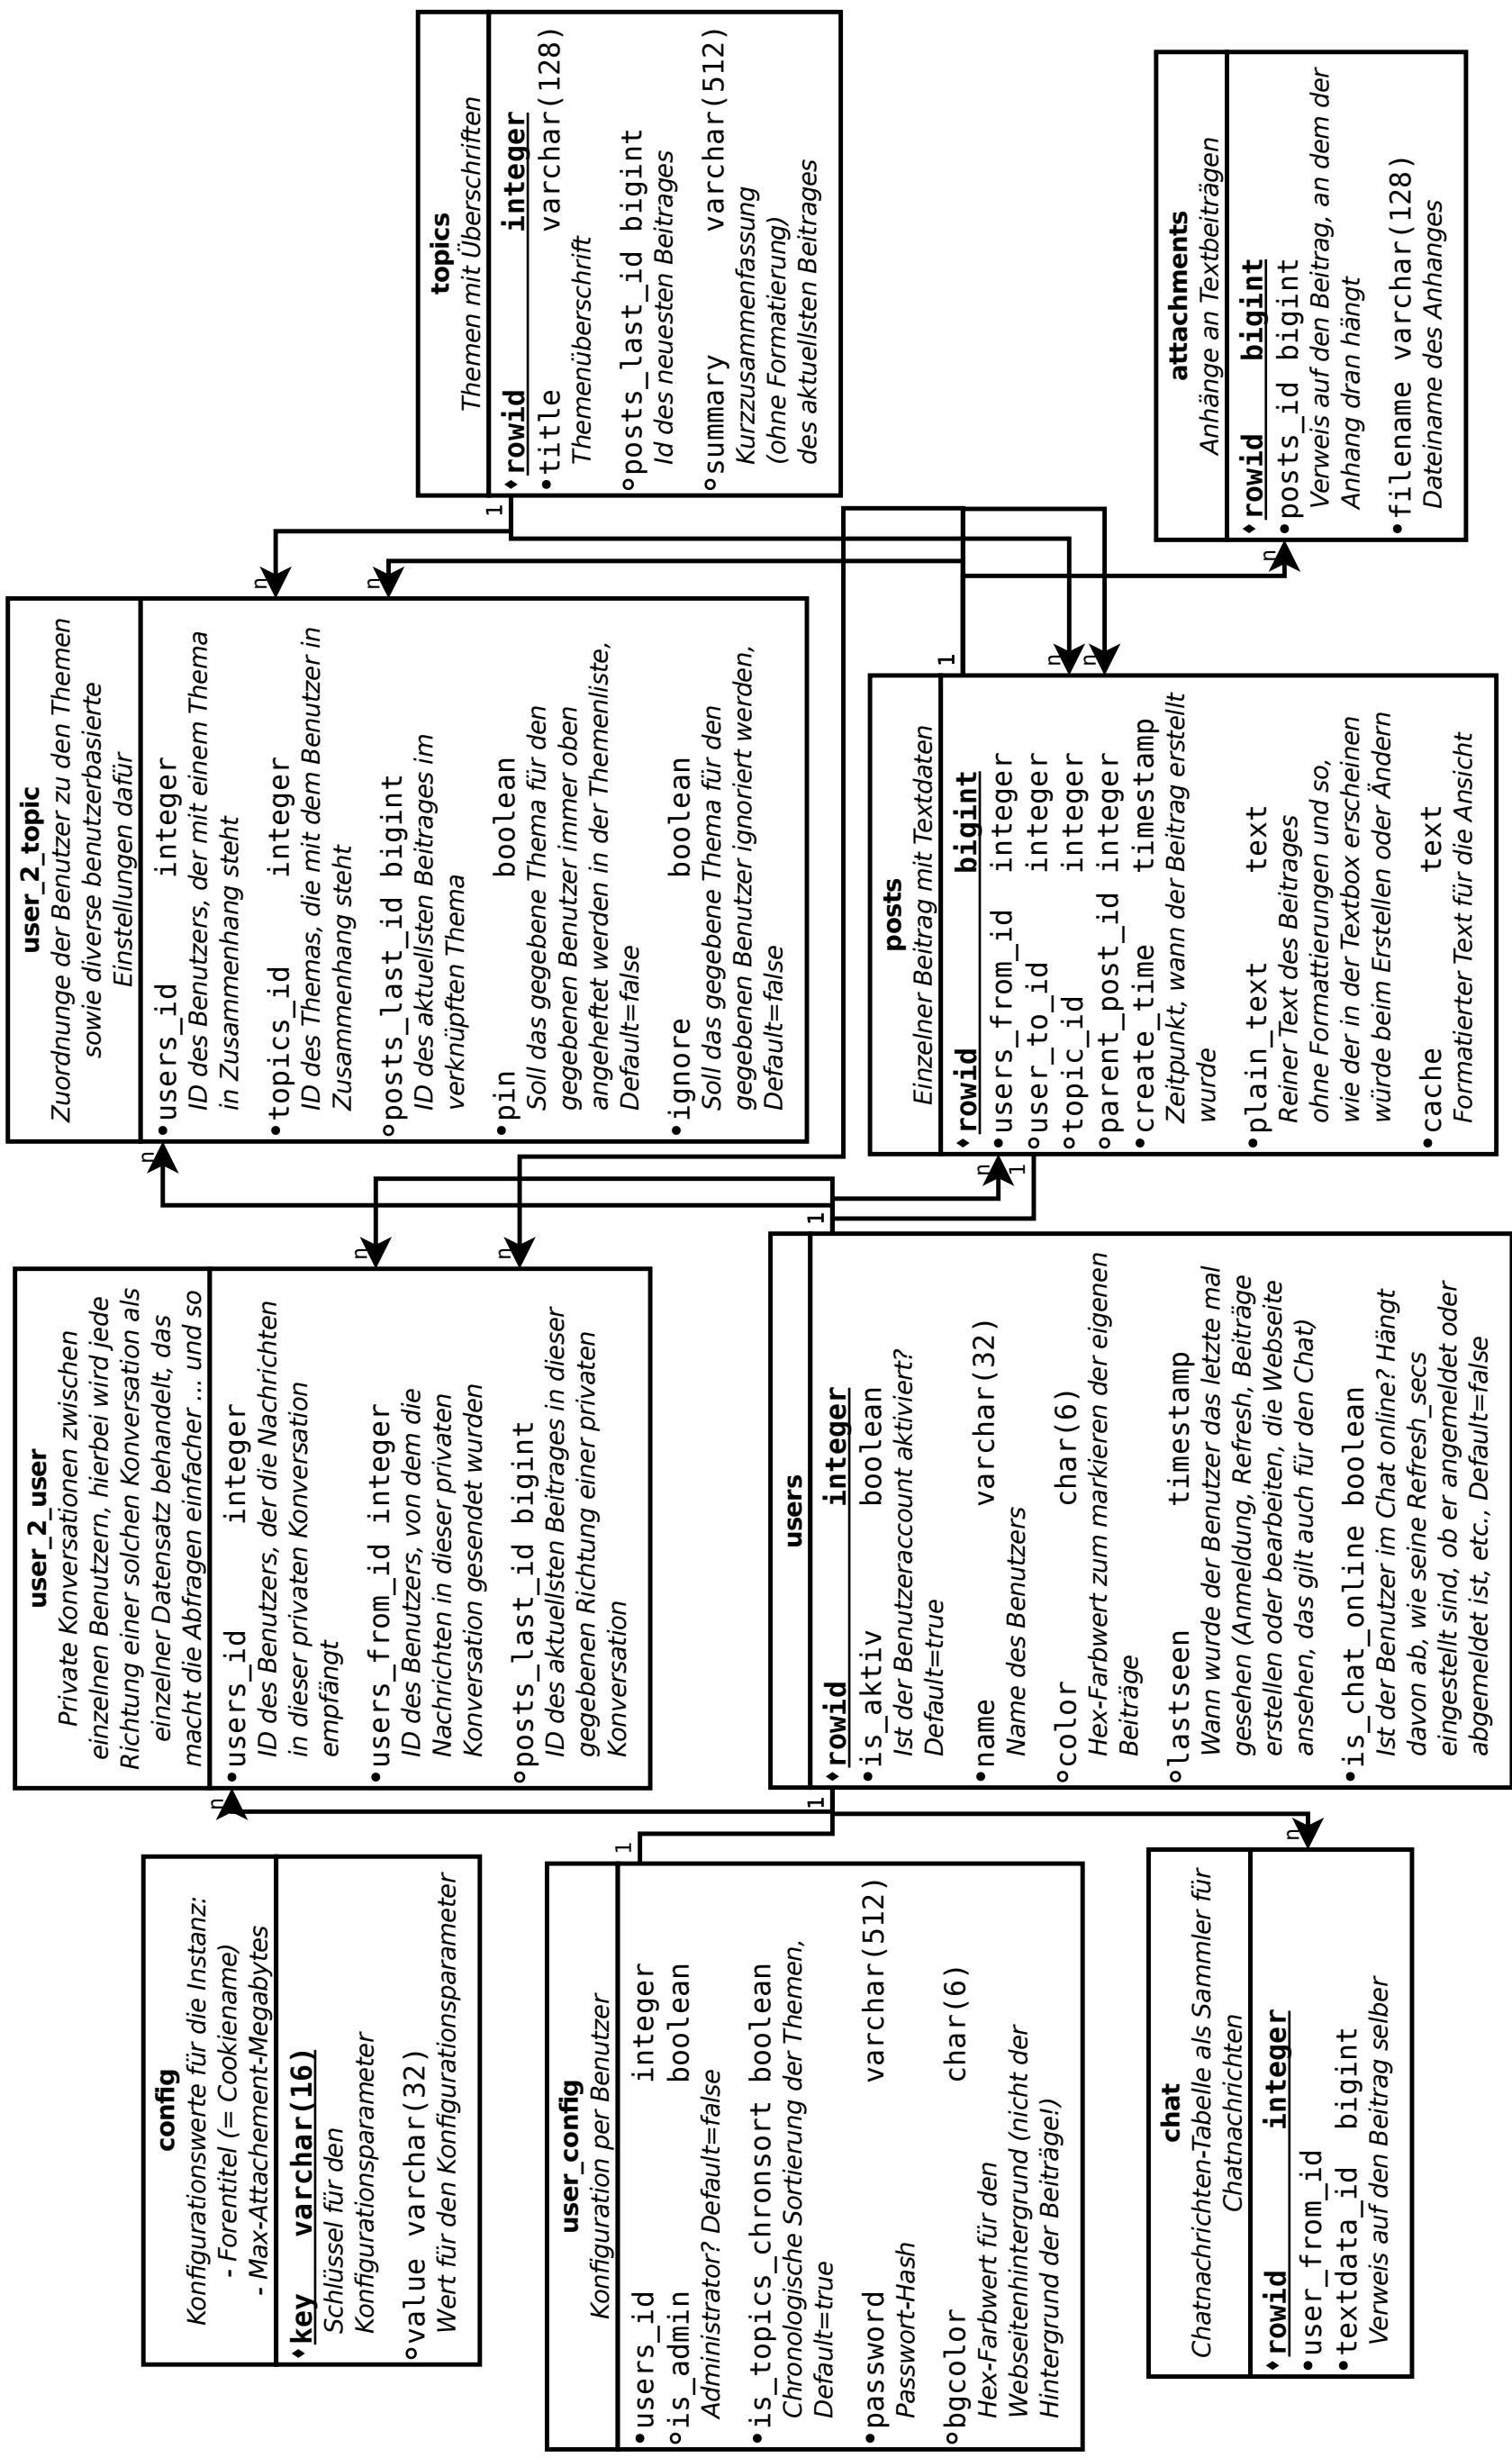 config
Konfigurationswerte für die Instanz:
- Forentitel (= Cookiename)
- Max-Attachement-Megabytes
key varchar(16)
Schlüssel für den
Konfigurationsparameter
value varchar(32)
Wert für den Konfigurationsparameter
user_config
Konfiguration per Benutzer
users_id integer
is_admin boolean
Administrator? Default=false
is_topics_chronsort boolean
Chronologische Sortierung der Themen,
Default=true
password varchar(512)
Passwort-Hash
bgcolor char(6)
Hex-Farbwert für den
Webseitenhintergrund (nicht der
Hintergrund der Beiträge!)
chat
Chatnachrichten-Tabelle als Sammler für
Chatnachrichten
rowid integer
user_from_id
textdata_id bigint
Verweis auf den Beitrag selber
user_2_user
Private Konversationen zwischen
einzelnen Benutzern, hierbei wird jede
Richtung einer solchen Konversation als
einzelner Datensatz behandelt, das
macht die Abfragen einfacher ... und so
users_id integer
ID des Benutzers, der die Nachrichten
in dieser privaten Konversation
empfängt
users_from_id integer
ID des Benutzers, von dem die
Nachrichten in dieser privaten
Konversation gesendet wurden
posts_last_id bigint
ID des aktuellsten Beitrages in dieser
gegebenen Richtung einer privaten
Konversation
users
rowid integer
is_aktiv boolean
Ist der Benutzeraccount aktiviert?
Default=true
name varchar(32)
Name des Benutzers
color char(6)
Hex-Farbwert zum markieren der eigenen
Beiträge
lastseen timestamp
Wann wurde der Benutzer das letzte mal
gesehen (Anmeldung, Refresh, Beiträge
erstellen oder bearbeiten, die Webseite
ansehen, das gilt auch für den Chat)
is_chat_online boolean
Ist der Benutzer im Chat online? Hängt
davon ab, wie seine Refresh_secs
eingestellt sind, ob er angemeldet oder
abgemeldet ist, etc., Default=false
user_2_topic
Zuordnunge der Benutzer zu den Themen
sowie diverse benutzerbasierte
Einstellungen dafür
users_id integer
ID des Benutzers, der mit einem Thema
in Zusammenhang steht
topics_id integer
ID des Themas, die mit dem Benutzer in
Zusammenhang steht
posts_last_id bigint
ID des aktuellsten Beitrages im
verknüpften Thema
pin boolean
Soll das gegebene Thema für den
gegebenen Benutzer immer oben
angeheftet werden in der Themenliste,
Default=false
ignore boolean
Soll das gegebene Thema für den
gegebenen Benutzer ignoriert werden,
Default=false
posts
Einzelner Beitrag mit Textdaten
rowid bigint
users_from_id integer
user_to_id integer
topic_id integer
parent_post_id integer
create_time timestamp
Zeitpunkt, wann der Beitrag erstellt
wurde
plain_text text
Reiner Text des Beitrages
ohne Formattierungen und so,
wie der in der Textbox erscheinen
würde beim Erstellen oder Ändern
cache text
Formatierter Text für die Ansicht
topics
Themen mit Überschriften
rowid integer
title varchar(128)
Themenüberschrift
posts_last_id bigint
Id des neuesten Beitrages
summary varchar(512)
Kurzzusammenfassung
(ohne Formatierung)
des aktuellsten Beitrages
attachments
Anhänge an Textbeiträgen
rowid bigint
posts_id bigint
Verweis auf den Beitrag, an dem der
Anhang dran hängt
filename varchar(128)
Dateiname des Anhanges
1
1
n
n
n
n
1
n
n
1
1
n
n
n
n
1
n